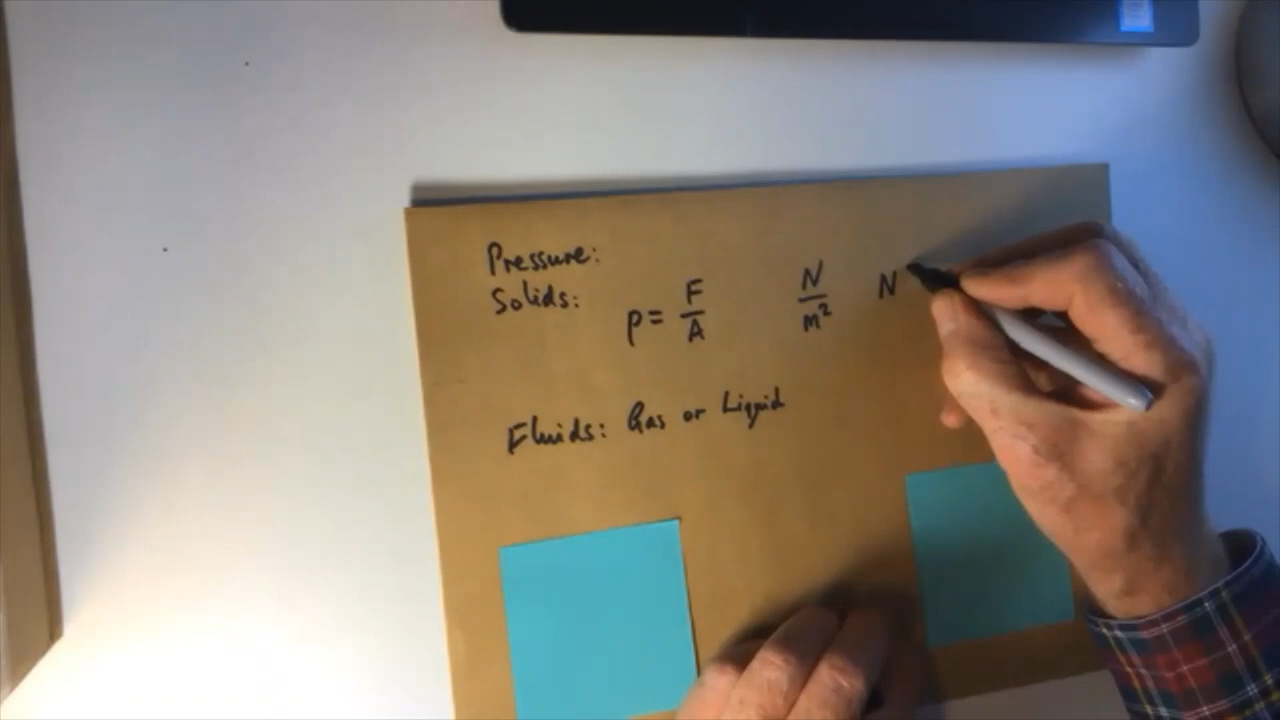 Pressure:
Solids: p = F/A N/m² N
Fluids: Gas or Liquid